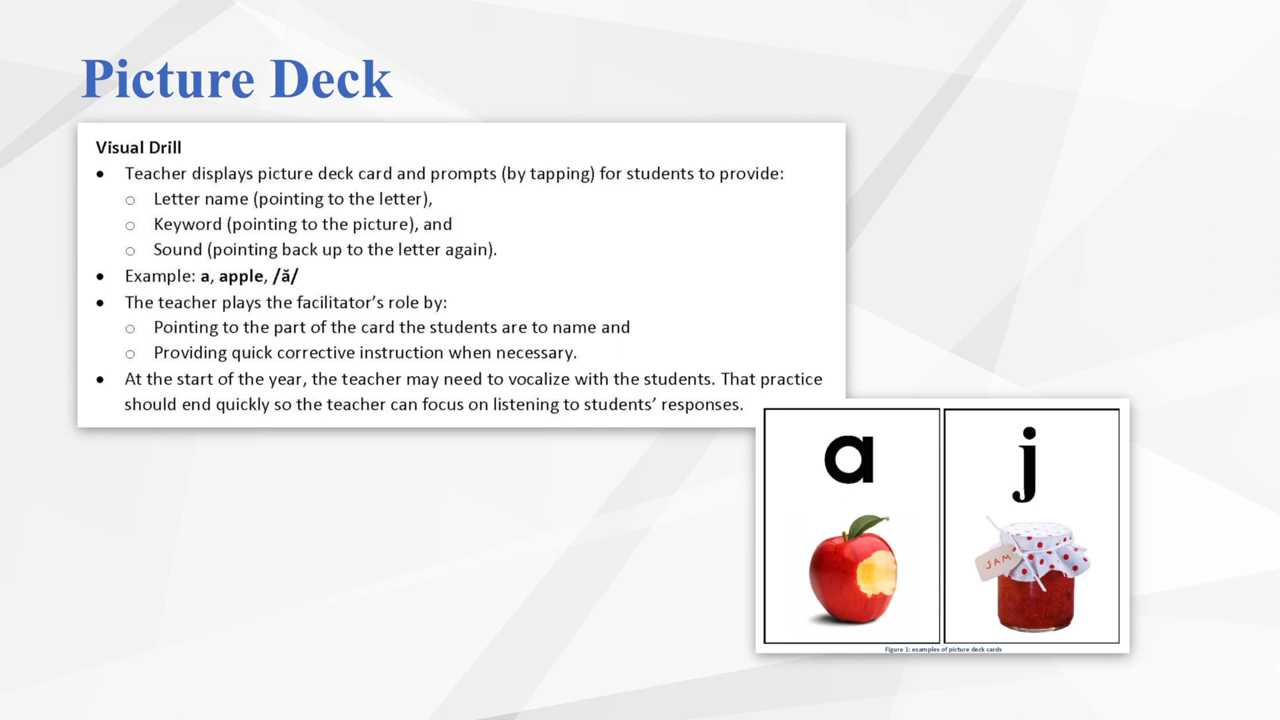 Picture Deck
Visual Drill
• Teacher displays picture deck card and prompts (by tapping) for students to provide:
○ Letter name (pointing to the letter),
○ Keyword (pointing to the picture), and
○ Sound (pointing back up to the letter again).
• Example: a, apple, /ă/
• The teacher plays the facilitator’s role by:
○ Pointing to the part of the card the students are to name and
○ Providing quick corrective instruction when necessary.
• At the start of the year, the teacher may need to vocalize with the students. That practice
should end quickly so the teacher can focus on listening to students’ responses.
a
j
JAM
Figure 1: examples of picture deck cards